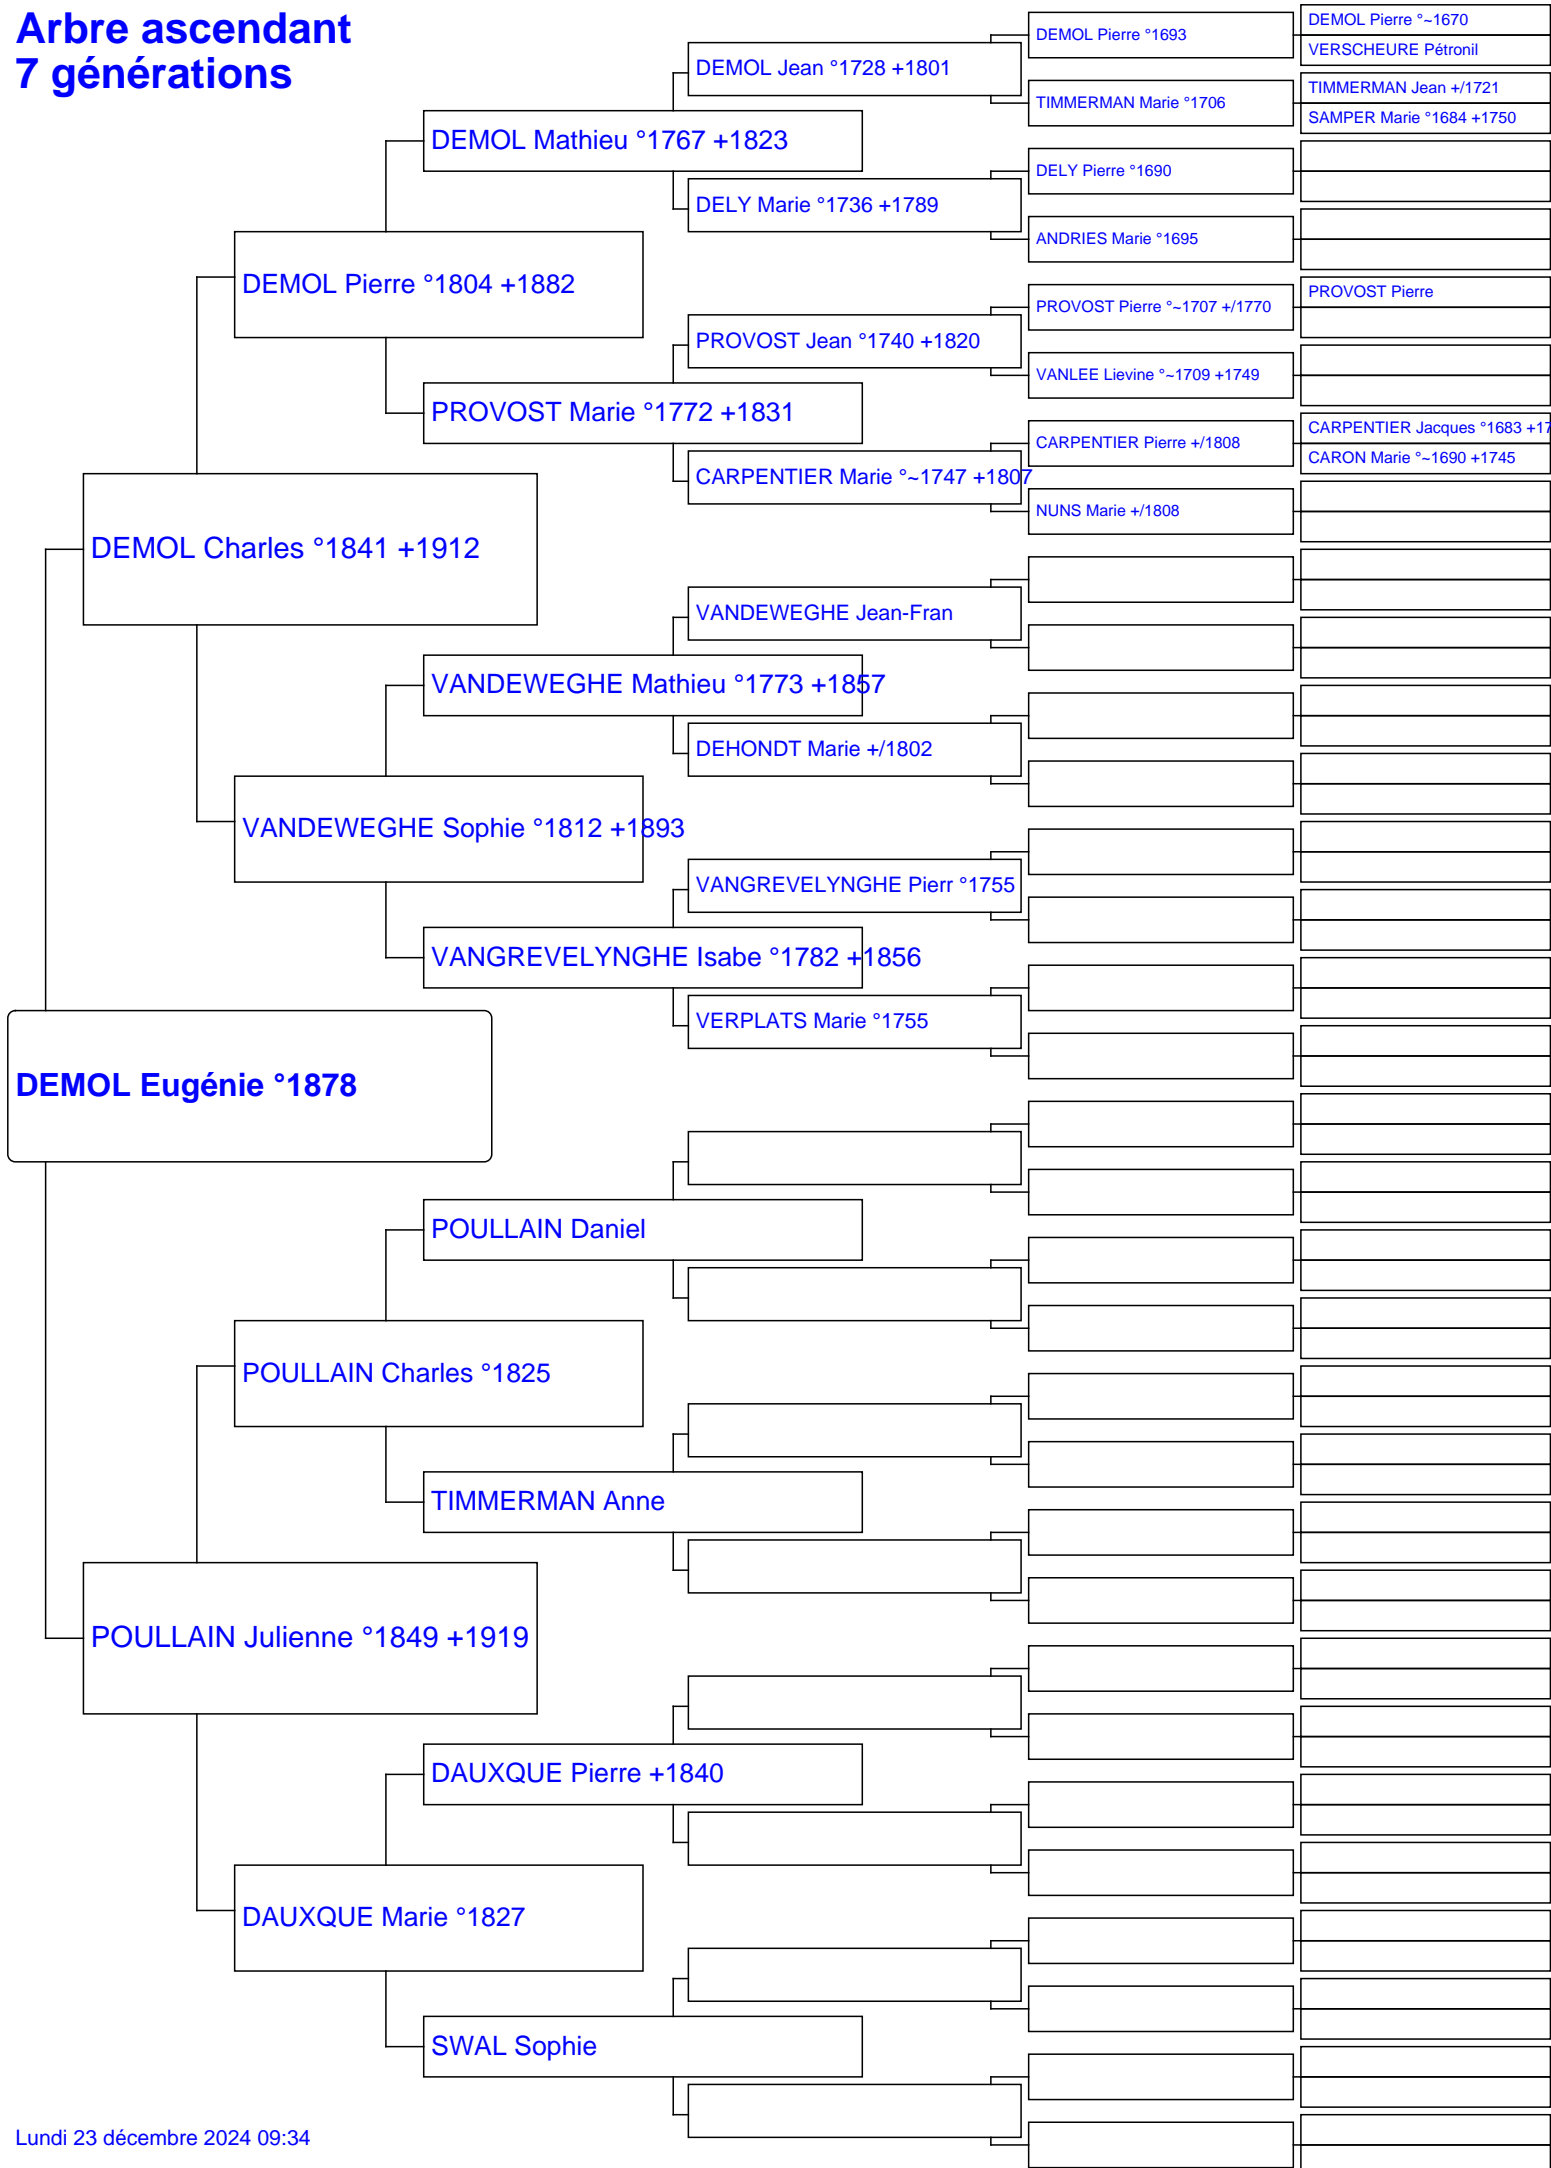 Arbre ascendant
7 générations
DEMOL Eugénie °1878
DEMOL Charles °1841 +1912
POULLAIN Julienne °1849 +1919
DEMOL Pierre °1804 +1882
VANDEWEGHE Sophie °1812 +1893
POULLAIN Charles °1825
DAUXQUE Marie °1827
DEMOL Mathieu °1767 +1823
PROVOST Marie °1772 +1831
VANDEWEGHE Mathieu °1773 +1857
VANGREVELYNGHE Isabe °1782 +1856
POULLAIN Daniel
TIMMERMAN Anne
DAUXQUE Pierre +1840
SWAL Sophie
DEMOL Jean °1728 +1801
DELY Marie °1736 +1789
PROVOST Jean °1740 +1820
CARPENTIER Marie °~1747 +1807
VANDEWEGHE Jean-Fran
DEHONDT Marie +/1802
VANGREVELYNGHE Pierr °1755
VERPLATS Marie °1755
DEMOL Pierre °1693
TIMMERMAN Marie °1706
DELY Pierre °1690
ANDRIES Marie °1695
PROVOST Pierre °~1707 +/1770
VANLEE Lievine °~1709 +1749
CARPENTIER Pierre +/1808
NUNS Marie +/1808
DEMOL Pierre °~1670
VERSCHEURE Pétronil
TIMMERMAN Jean +/1721
SAMPER Marie °1684 +1750
PROVOST Pierre
CARPENTIER Jacques °1683 +17
CARON Marie °~1690 +1745
Lundi 23 décembre 2024 09:34